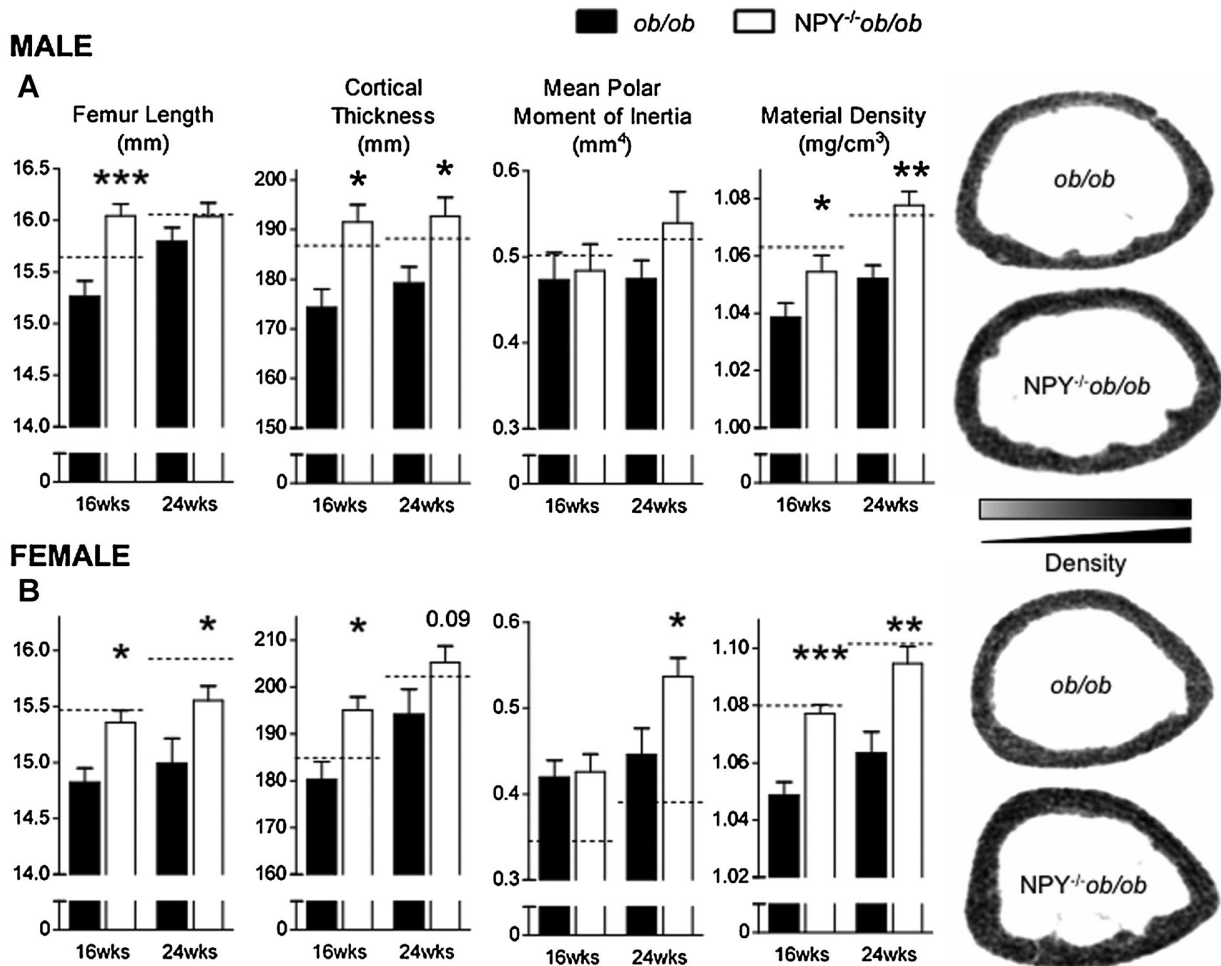 ob/ob NPY-/-ob/ob
MALE
A
Femur Length
(mm)
Cortical
Thickness
(mm)
Mean Polar
Moment of Inertia
(mm⁴)
Material Density
(mg/cm³)
16.5
16.0
15.5
15.0
14.5
14.0
0
***
16wks 24wks
200
190
180
170
160
150
0
* *
16wks 24wks
0.6
0.5
0.4
0.3
0
16wks 24wks
1.08
1.06
1.04
1.02
1.00
0
* **
16wks 24wks
ob/ob
NPY-/-ob/ob
Density
FEMALE
B
16.0
15.5
15.0
14.5
14.0
0
* *
16wks 24wks
210
200
190
180
170
160
0
* 0.09
16wks 24wks
0.6
0.5
0.4
0.3
0
*
16wks 24wks
1.10
1.08
1.06
1.04
1.02
0
*** **
16wks 24wks
ob/ob
NPY-/-ob/ob